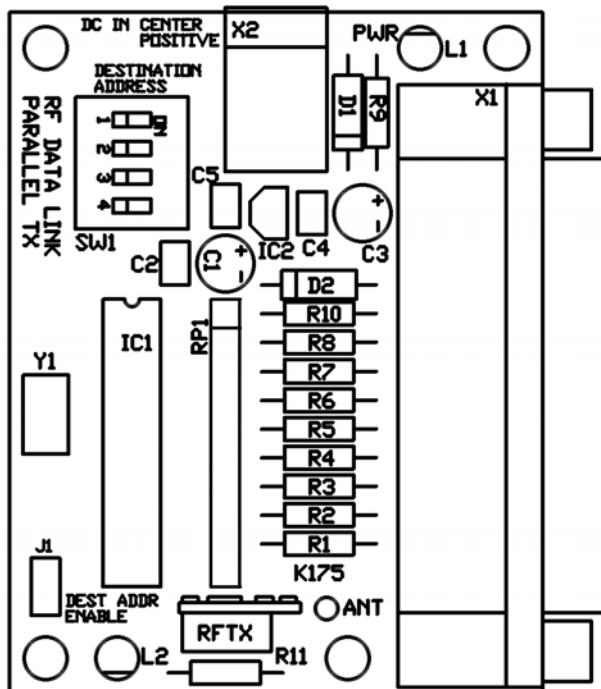 DC IN CENTER
POSITIVE
X2
PWR
L1
DESTINATION
ADDRESS
X1
D1
R9
1
ON
2
3
4
RF DATA LINK
PARALLEL TX
SW1
C5
IC2
C4
C3
+
-
C2
C1
+
-
D2
R10
IC1
RP1
R8
Y1
R7
R6
R5
R4
R3
R2
J1
R1
K175
DEST ADDR
ENABLE
ANT
RFTX
L2
R11